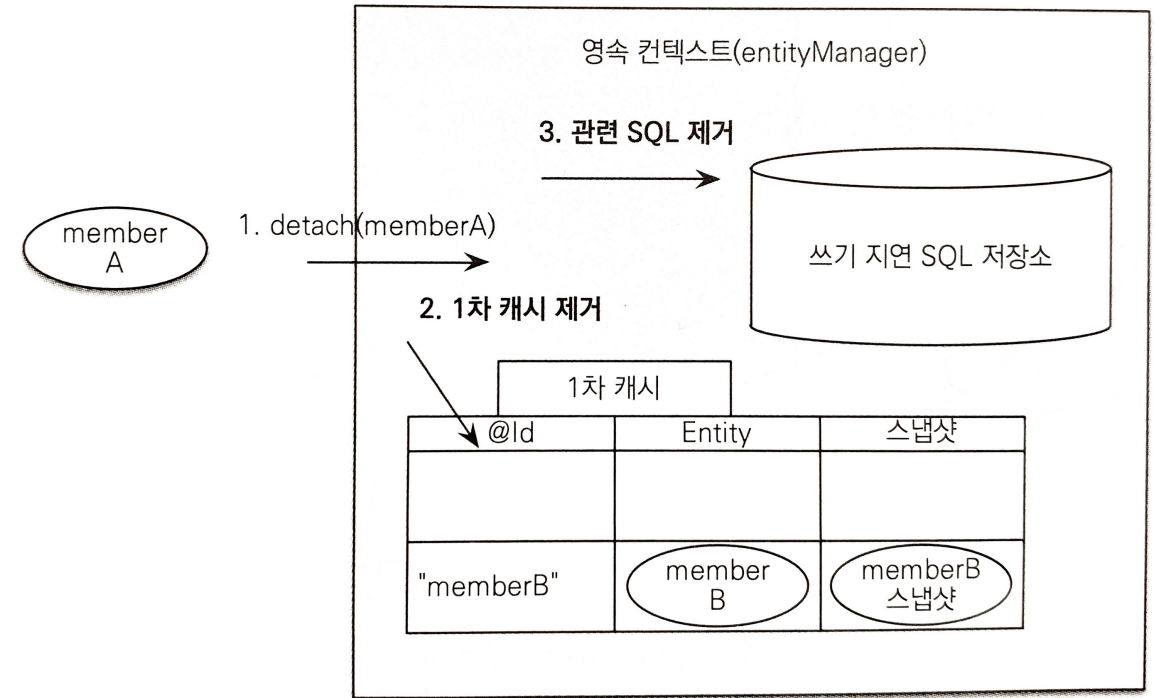 영속 컨텍스트(entityManager)
3. 관련 SQL 제거
member
A
1. detach(memberA)
쓰기 지연 SQL 저장소
2. 1차 캐시 제거
1차 캐시
@Id
Entity
스냅샷
"memberB"
member
B
memberB
스냅샷